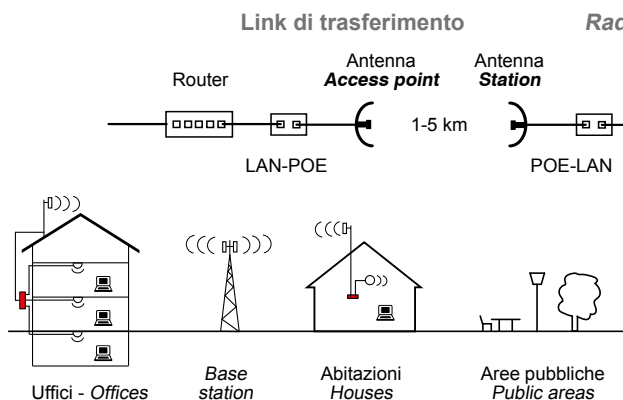 Link di trasferimento
Rad
Router
Antenna
Access point
Antenna
Station
1-5 km
LAN-POE
POE-LAN
Uffici - Offices
Base
station
Abitazioni
Houses
Aree pubbliche
Public areas